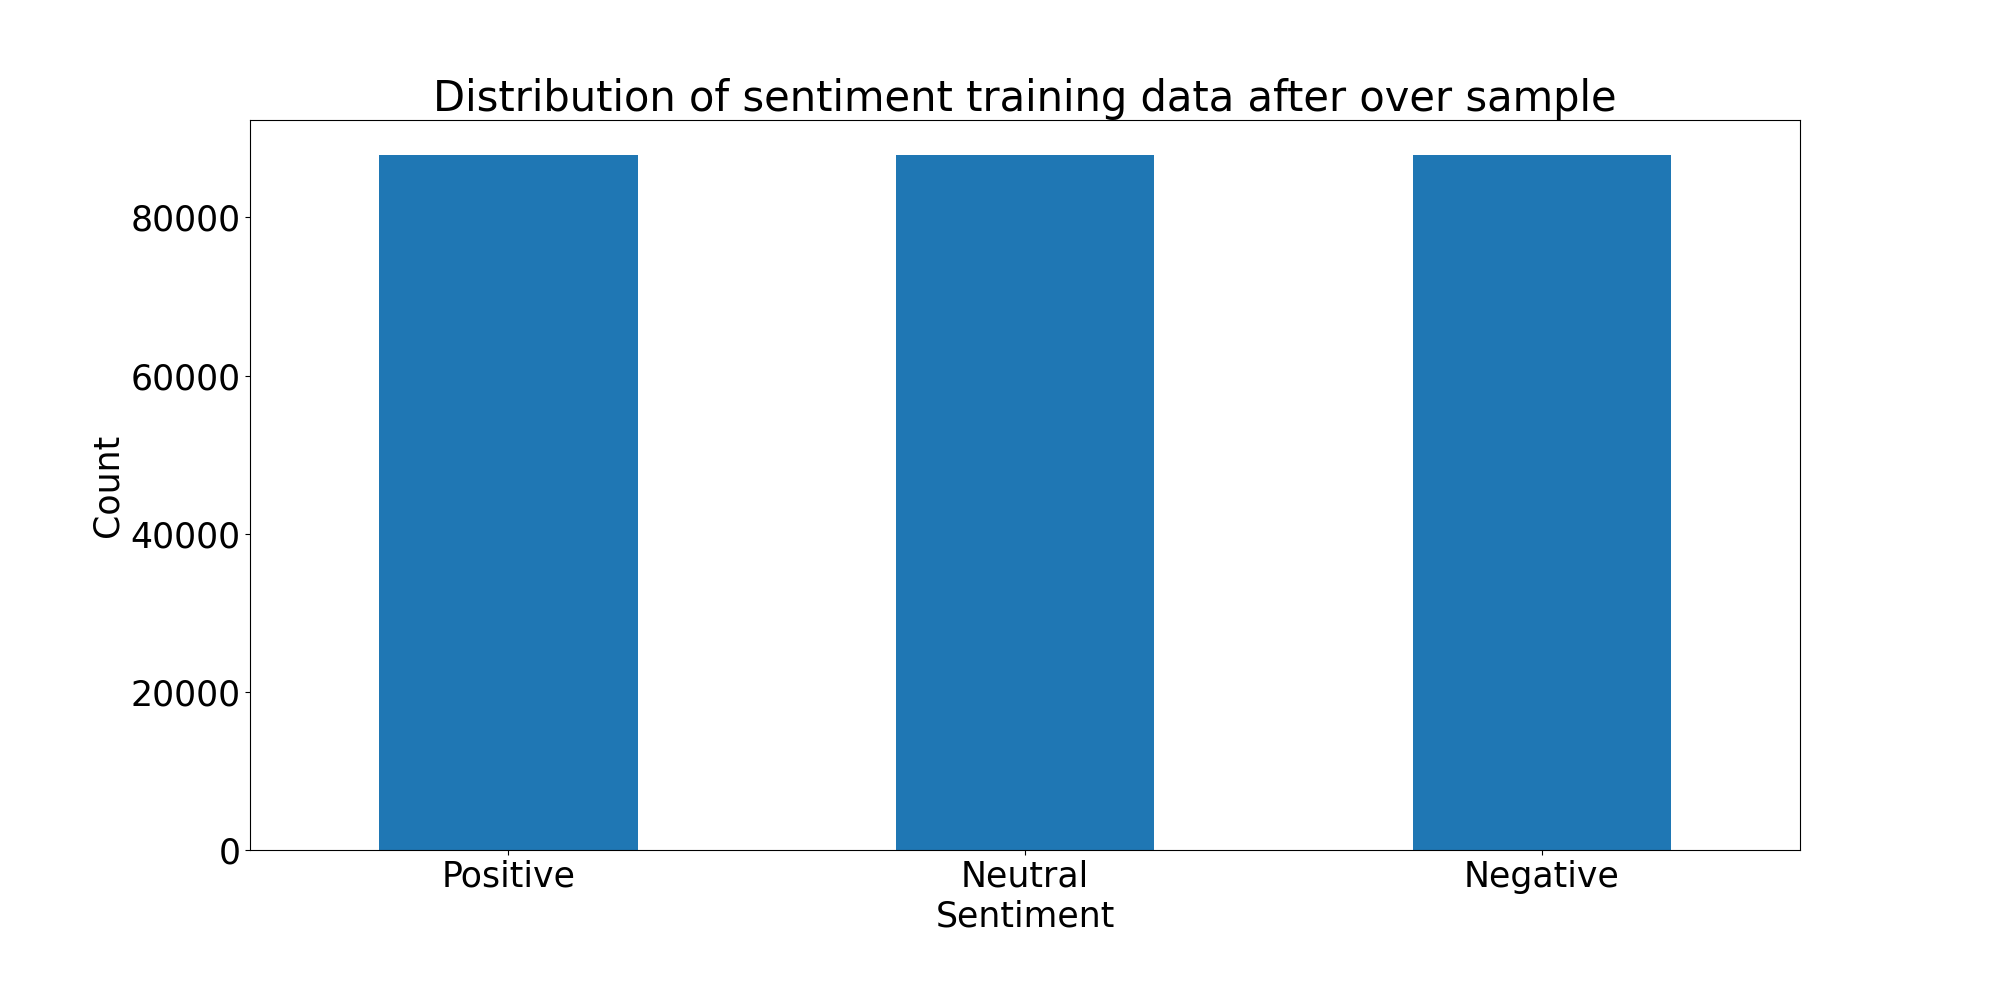 Distribution of sentiment training data after over sample
Count
80000
60000
40000
20000
0
Positive
Neutral
Negative
Sentiment